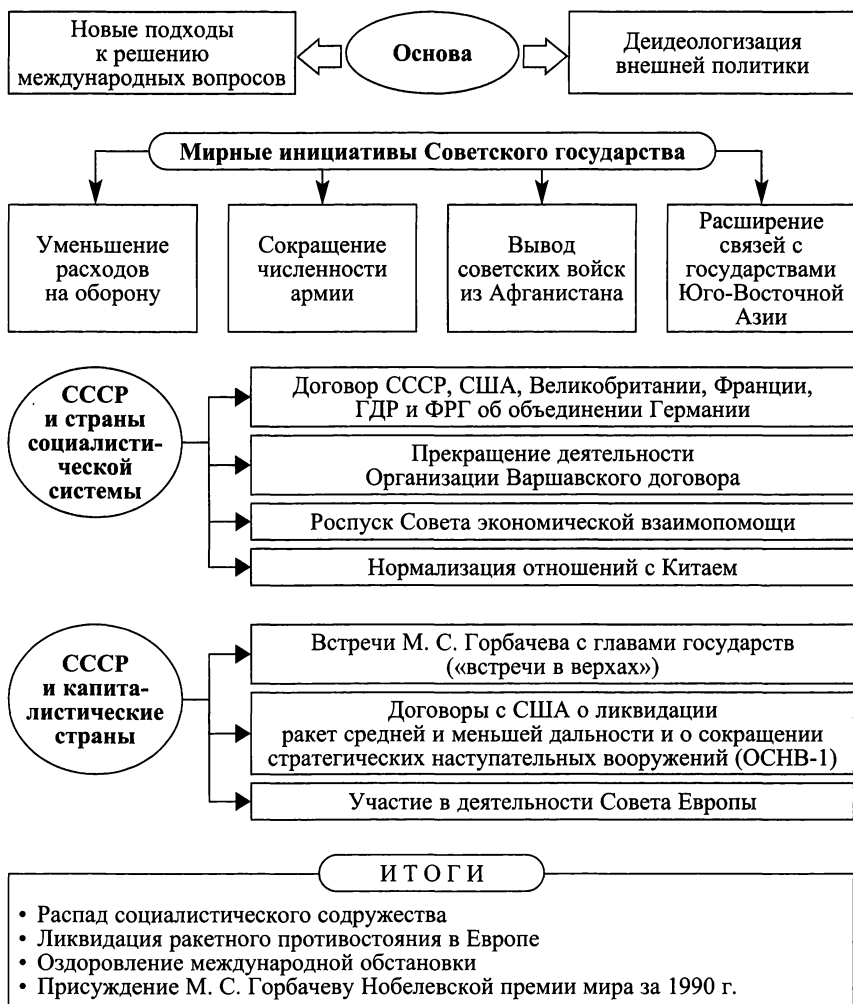 Новые подходы
к решению
международных вопросов
Основа
Деидеологизация
внешней политики
Мирные инициативы Советского государства
Уменьшение
расходов
на оборону
Сокращение
численности
армии
Вывод
советских войск
из Афганистана
Расширение
связей с
государствами
Юго-Восточной
Азии
СССР
и страны
социалисти-
ческой
системы
Договор СССР, США, Великобритании, Франции,
ГДР и ФРГ об объединении Германии
Прекращение деятельности
Организации Варшавского договора
Роспуск Совета экономической взаимопомощи
Нормализация отношений с Китаем
СССР
и капита-
листические
страны
Встречи М. С. Горбачева с главами государств
(«встречи в верхах»)
Договоры с США о ликвидации
ракет средней и меньшей дальности и о сокращении
стратегических наступательных вооружений (ОСНВ-1)
Участие в деятельности Совета Европы
ИТОГИ
• Распад социалистического содружества
• Ликвидация ракетного противостояния в Европе
• Оздоровление международной обстановки
• Присуждение М. С. Горбачеву Нобелевской премии мира за 1990 г.